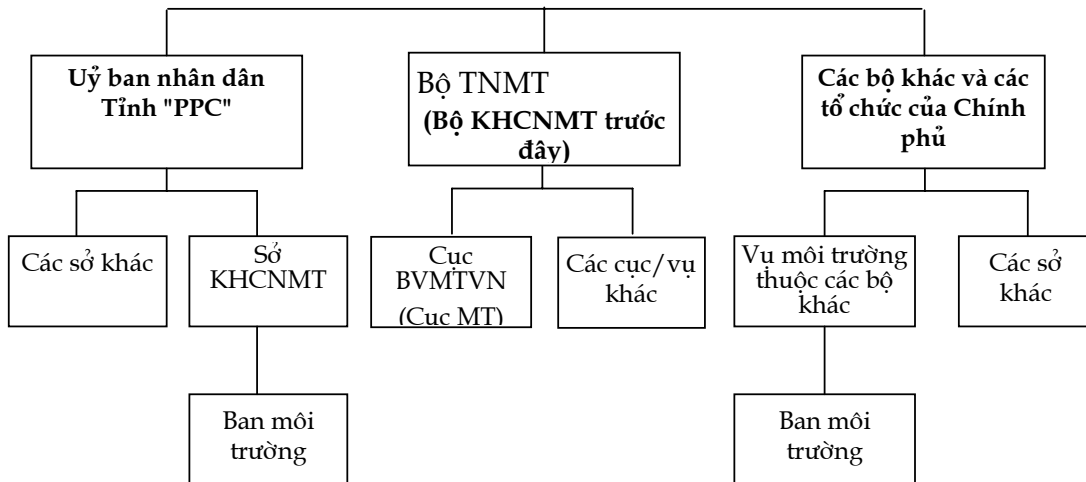 Uỷ ban nhân dân
Tỉnh "PPC"
Bộ TNMT
(Bộ KHCNMT trước
đây)
Các bộ khác và các
tổ chức của Chính
phủ
Các sở khác
Sở
KHCNMT
Cục
BVMTVN
(Cục MT)
Các cục/vụ
khác
Vụ môi trường
thuộc các bộ
khác
Các sở
khác
Ban môi
trường
Ban môi
trường